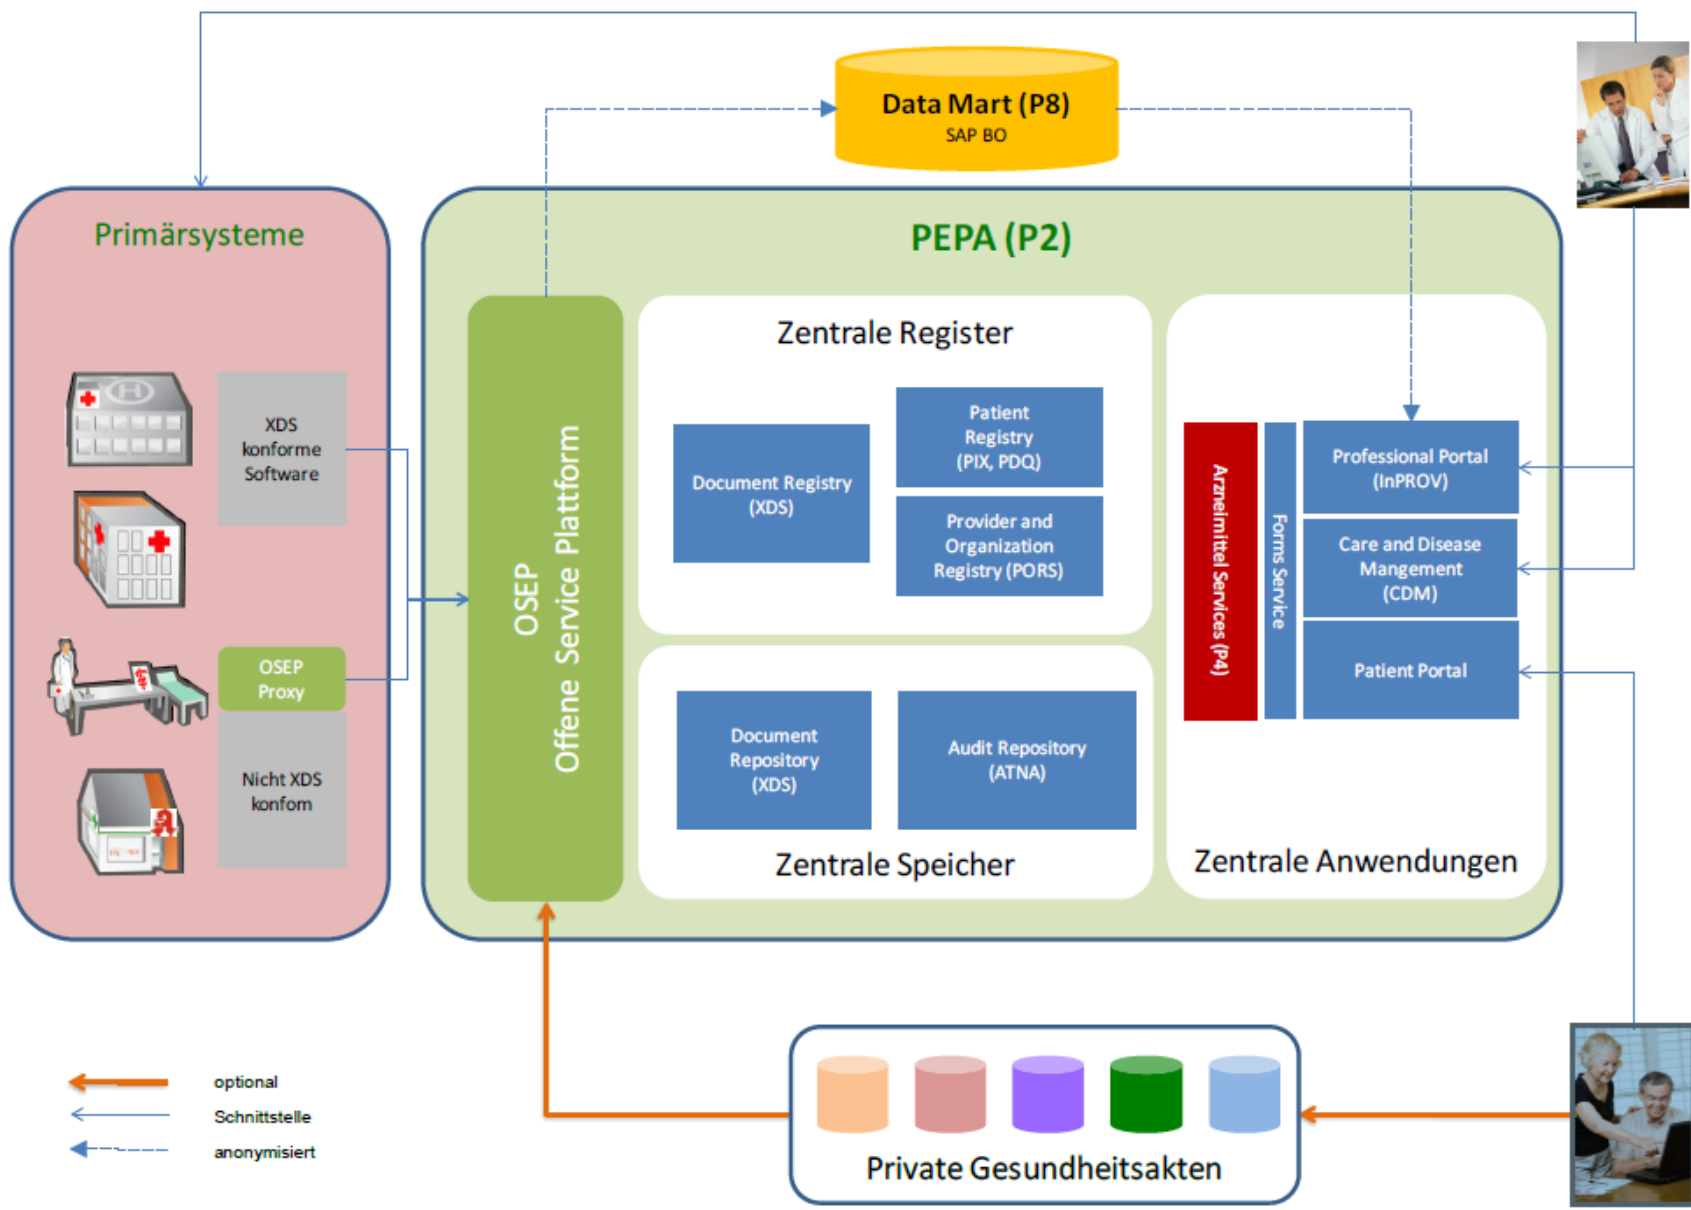 Data Mart (P8)
SAP BO
Primärsysteme
XDS
konforme
Software
OSEP
Proxy
Nicht XDS
konfom
PEPA (P2)
OSEP
Offene Service Plattform
Zentrale Register
Document Registry
(XDS)
Patient
Registry
(PIX, PDQ)
Provider and
Organization
Registry (PORS)
Document
Repository
(XDS)
Audit Repository
(ATNA)
Zentrale Speicher
Arzneimittel Services (P4)
Forms Service
Professional Portal
(InPROV)
Care and Disease
Mangement
(CDM)
Patient Portal
Zentrale Anwendungen
optional
Schnittstelle
anonymisiert
Private Gesundheitsakten